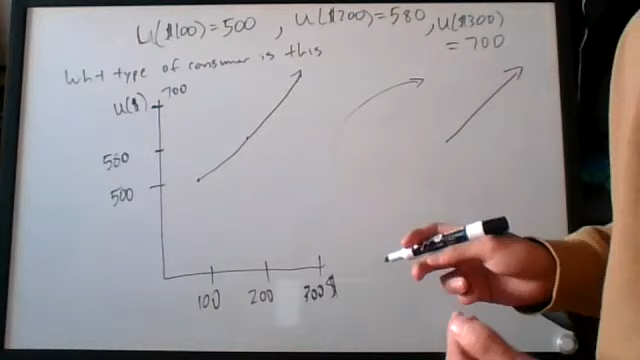 U($100)=500 , U($200)=580 , U($300)
=700
What type of consumer is this
U($)
700
580
500
100 200 300 $